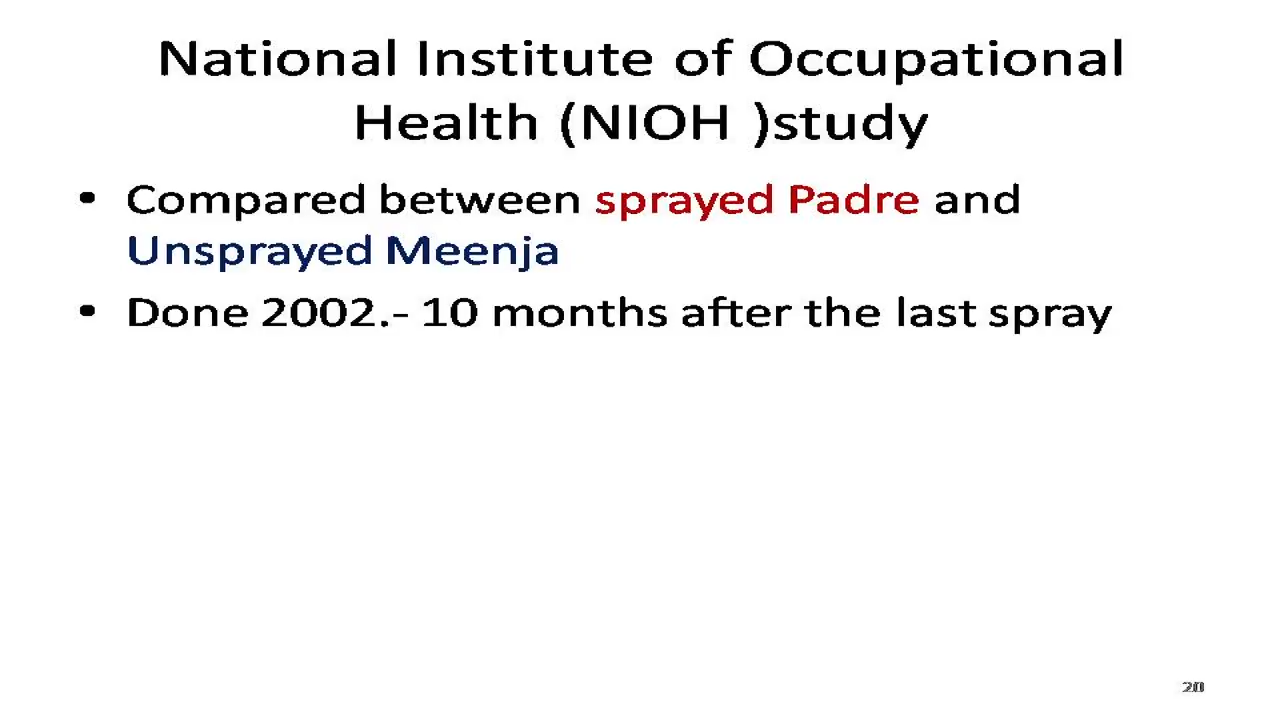 National Institute of Occupational
Health (NIOH )study
• Compared between sprayed Padre and
Unsprayed Meenja
• Done 2002.- 10 months after the last spray
20